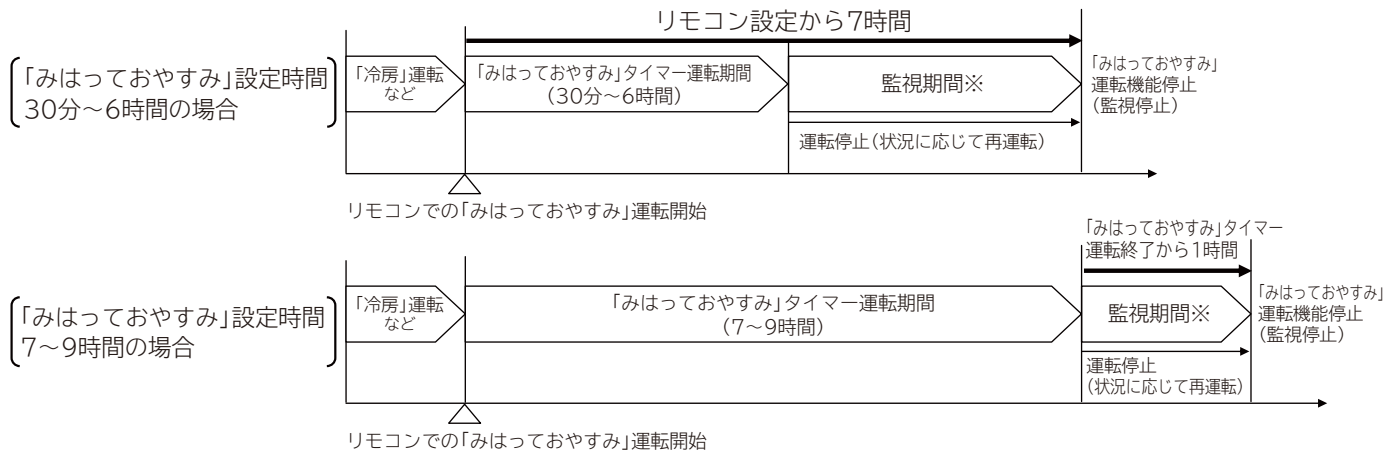 リモコン設定から7時間
「みはっておやすみ」設定時間
30分～6時間の場合
「冷房」運転
など
「みはっておやすみ」タイマー運転期間
(30分～6時間)
監視期間※
「みはっておやすみ」
運転機能停止
(監視停止)
運転停止(状況に応じて再運転)
リモコンでの「みはっておやすみ」運転開始
「みはっておやすみ」タイマー
運転終了から1時間
「みはっておやすみ」設定時間
7～9時間の場合
「冷房」運転
など
「みはっておやすみ」タイマー運転期間
(7～9時間)
監視期間※
「みはっておやすみ」
運転機能停止
(監視停止)
運転停止
(状況に応じて再運転)
リモコンでの「みはっておやすみ」運転開始